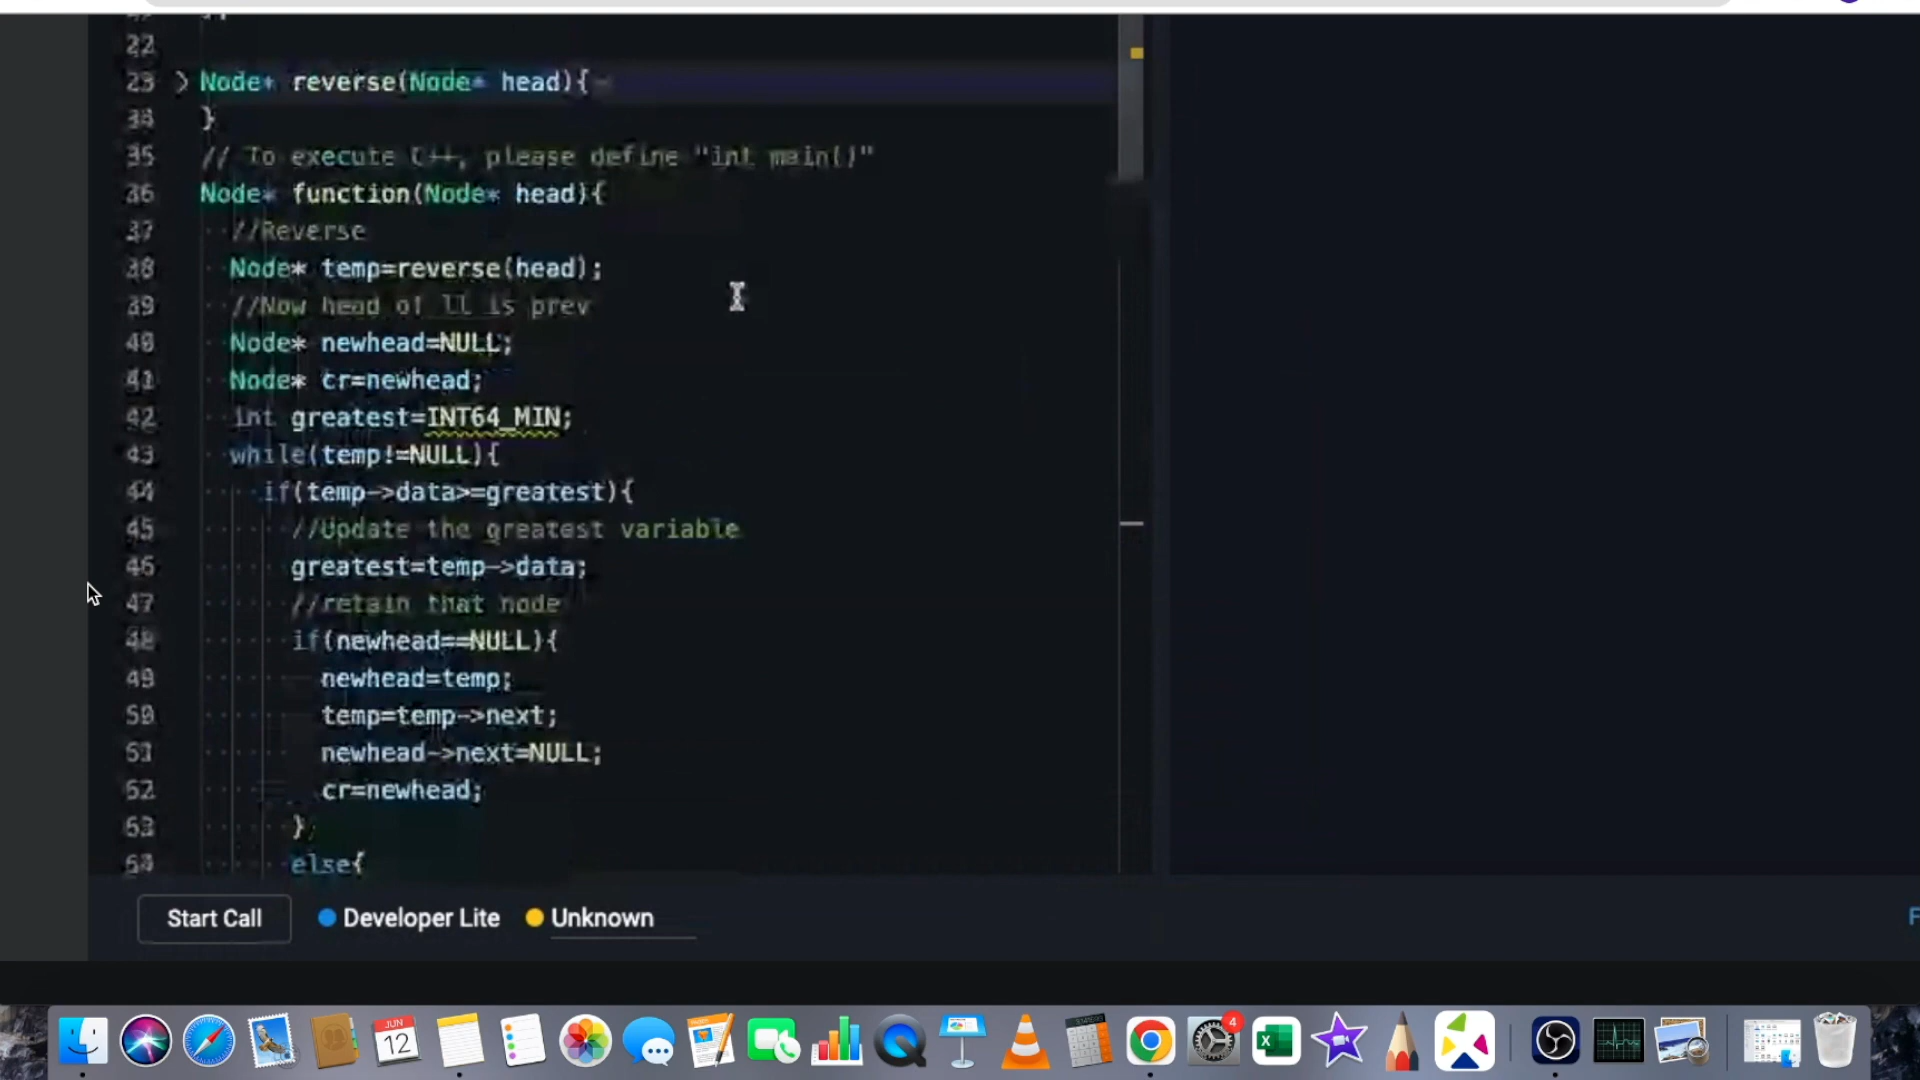 22
23 Node* reverse(Node* head){
34 }
35 // To execute C++, please define "int main()"
36 Node* function(Node* head){
37 //Reverse
38 Node* temp=reverse(head);
39 //Now head of ll is prev
40 Node* newhead=NULL;
41 Node* cr=newhead;
42 int greatest=INT64_MIN;
43 while(temp!=NULL){
44 if(temp->data>=greatest){
45 //Update the greatest variable
46 greatest=temp->data;
47 //retain that node
48 if(newhead==NULL){
49 newhead=temp;
50 temp=temp->next;
51 newhead->next=NULL;
52 cr=newhead;
53 }
54 else{
Start Call Developer Lite Unknown
F
JUN
12
4